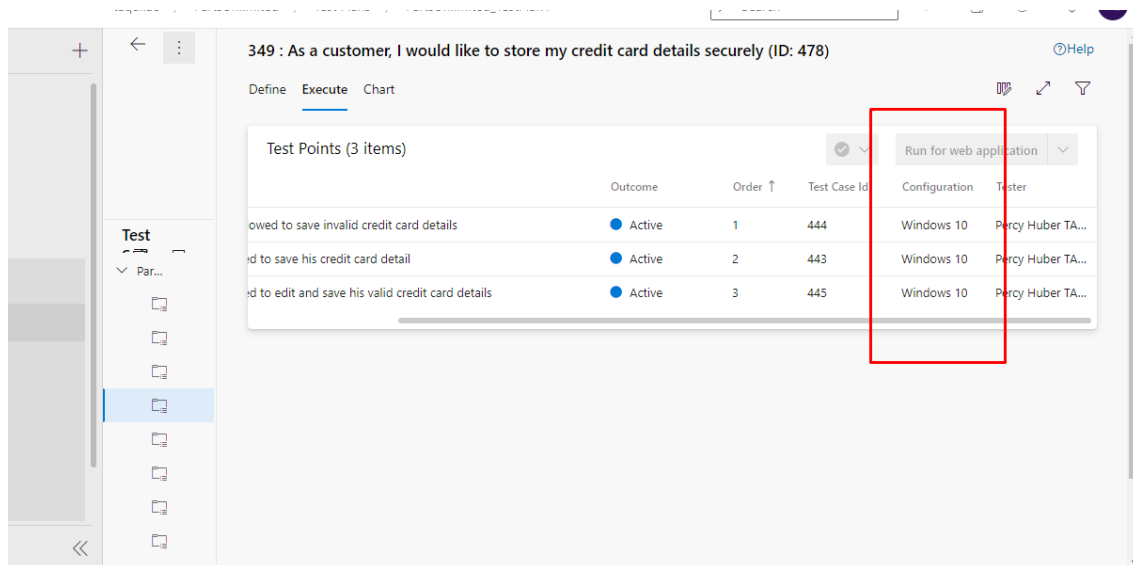 349 : As a customer, I would like to store my credit card details securely (ID: 478)
Help
Define Execute Chart
Test Points (3 items)
Run for web application
Outcome Order ↑ Test Case Id Configuration Tester
owed to save invalid credit card details Active 1 444 Windows 10 Percy Huber TA...
ed to save his credit card detail Active 2 443 Windows 10 Percy Huber TA...
ed to edit and save his valid credit card details Active 3 445 Windows 10 Percy Huber TA...
Test
Par...